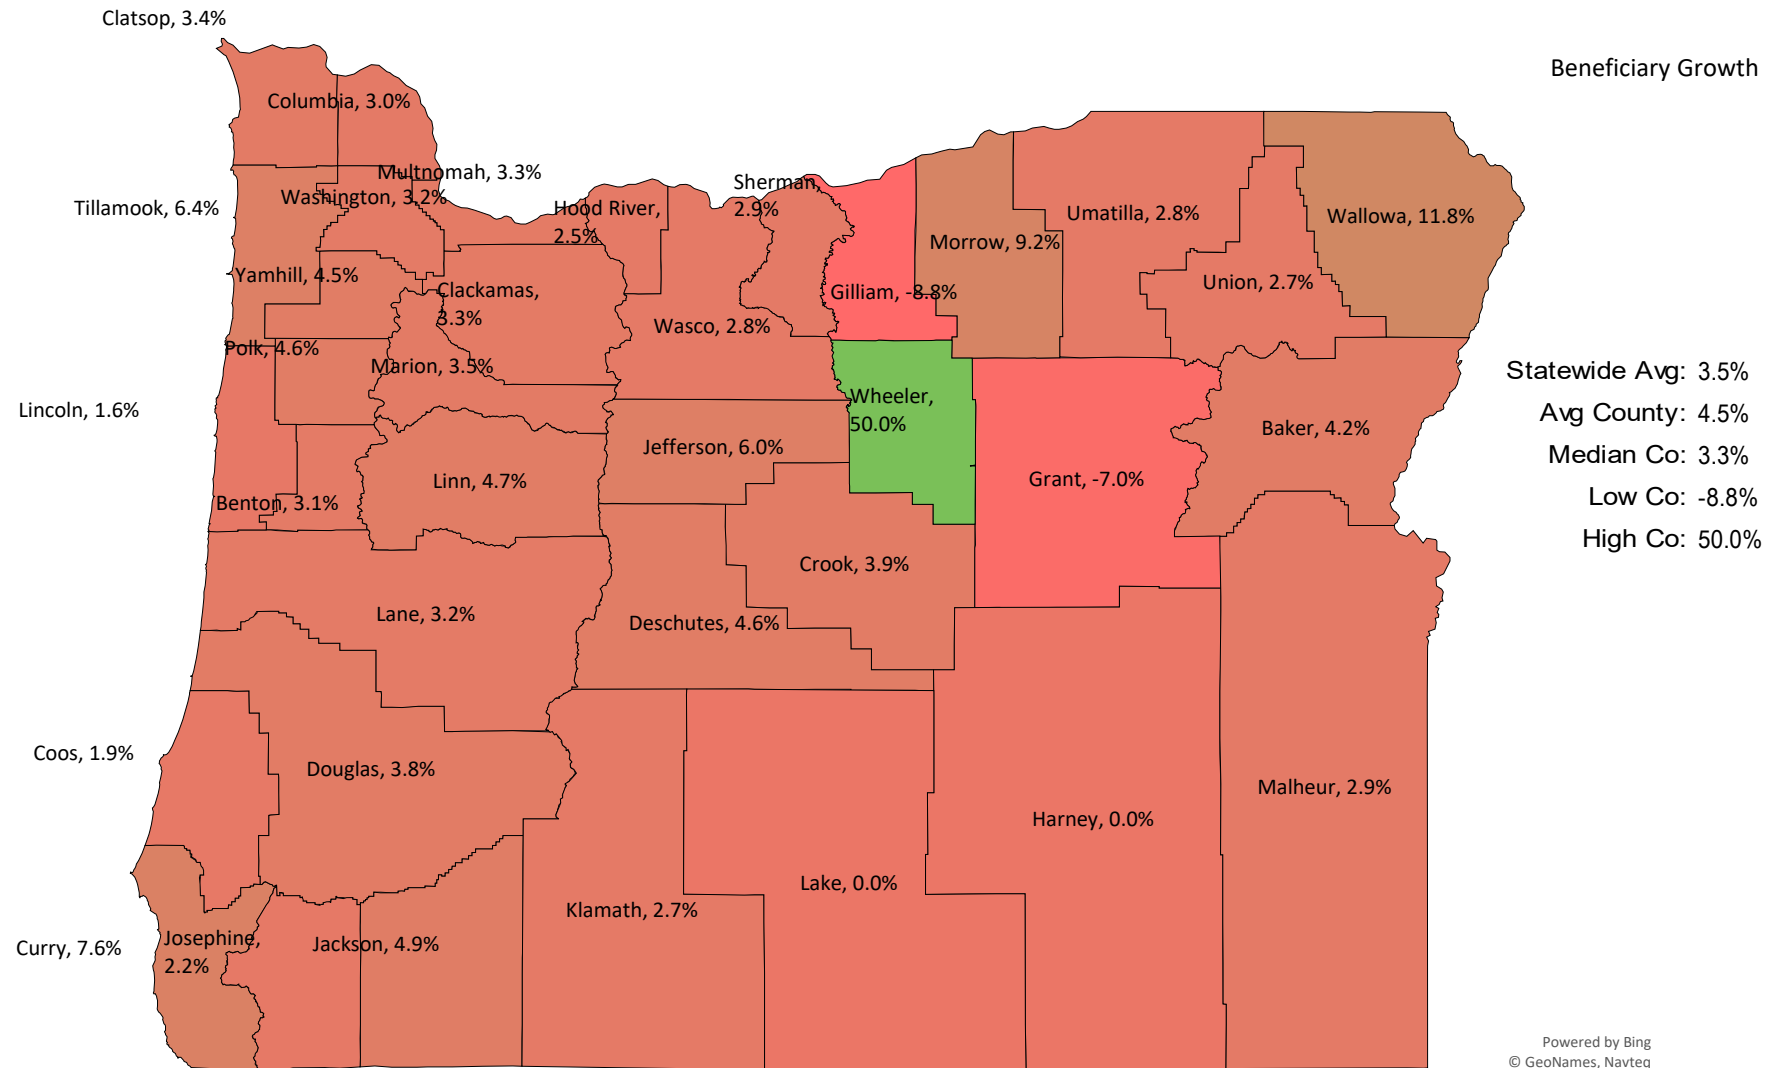 Clatsop, 3.4%
Beneficiary Growth
Columbia, 3.0%
Multnomah, 3.3%
Washington, 3.2%
Tillamook, 6.4%
Hood River,
2.5%
Sherman,
2.9%
Umatilla, 2.8%
Wallowa, 11.8%
Morrow, 9.2%
Yamhill, 4.5%
Clackamas,
3.3%
Gilliam, -8.8%
Union, 2.7%
Wasco, 2.8%
Polk, 4.6%
Marion, 3.5%
Statewide Avg: 3.5%
Avg County: 4.5%
Median Co: 3.3%
Low Co: -8.8%
High Co: 50.0%
Lincoln, 1.6%
Wheeler,
50.0%
Baker, 4.2%
Jefferson, 6.0%
Linn, 4.7%
Grant, -7.0%
Benton, 3.1%
Crook, 3.9%
Lane, 3.2%
Deschutes, 4.6%
Coos, 1.9%
Douglas, 3.8%
Malheur, 2.9%
Harney, 0.0%
Lake, 0.0%
Klamath, 2.7%
Curry, 7.6%
Josephine,
2.2%
Jackson, 4.9%
Powered by Bing
© GeoNames, Navteq